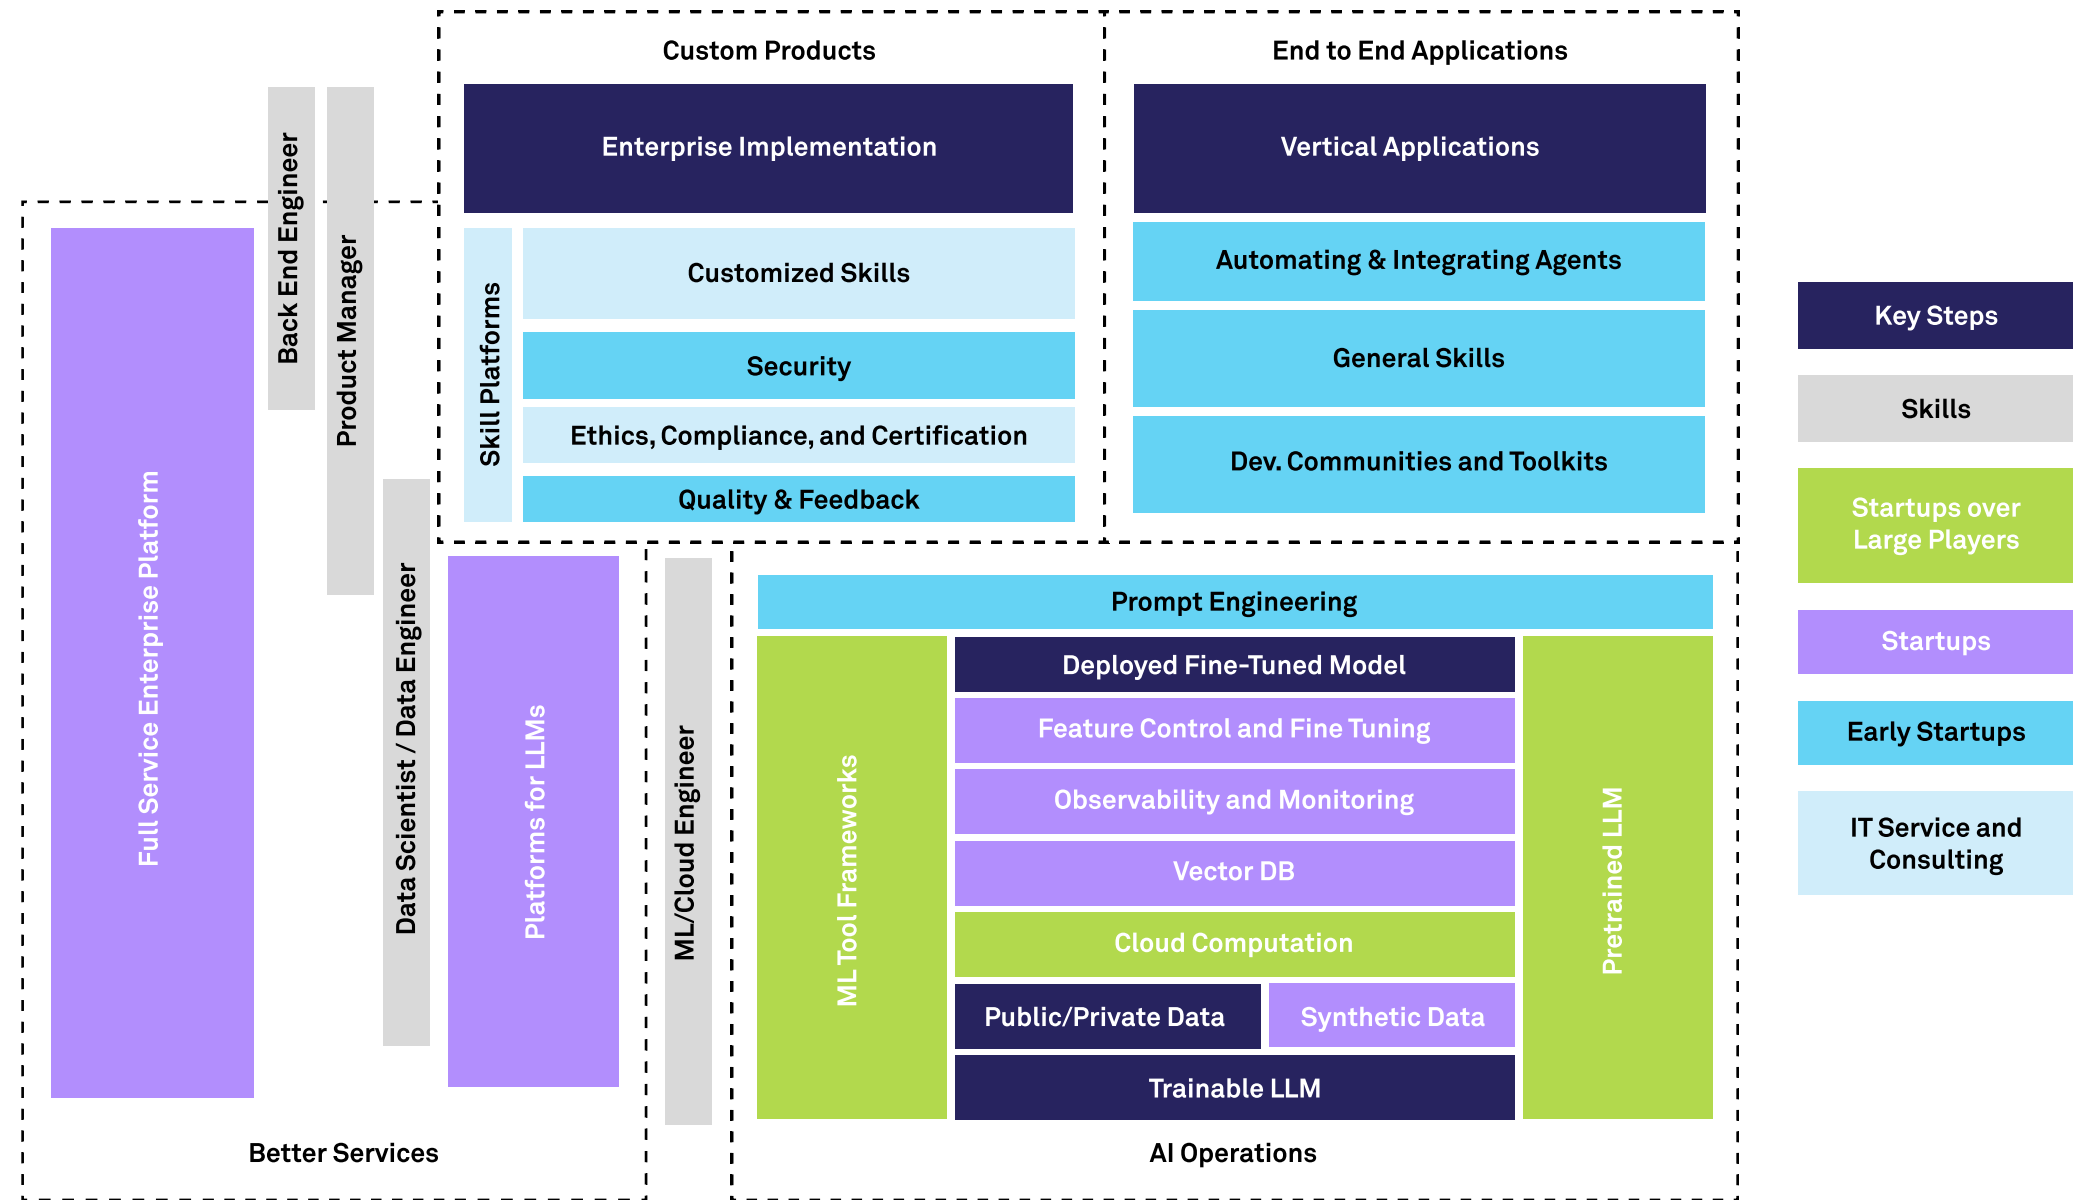 Custom Products
End to End Applications
Enterprise Implementation
Vertical Applications
Back End Engineer
Product Manager
Skill Platforms
Customized Skills
Security
Ethics, Compliance, and Certification
Quality & Feedback
Automating & Integrating Agents
General Skills
Dev. Communities and Toolkits
Full Service Enterprise Platform
Data Scientist / Data Engineer
Platforms for LLMs
ML/Cloud Engineer
Prompt Engineering
ML Tool Frameworks
Deployed Fine-Tuned Model
Feature Control and Fine Tuning
Observability and Monitoring
Vector DB
Cloud Computation
Public/Private Data
Synthetic Data
Trainable LLM
Pretrained LLM
Better Services
AI Operations
Key Steps
Skills
Startups over
Large Players
Startups
Early Startups
IT Service and
Consulting